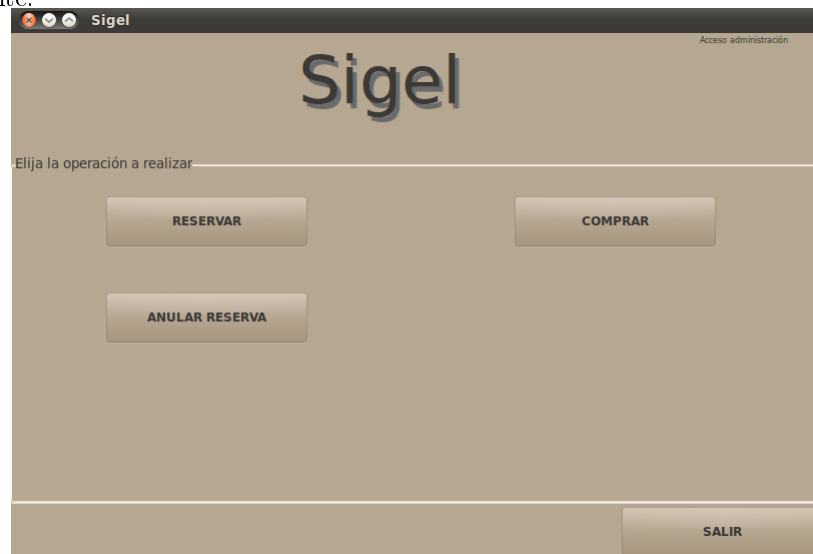 Sigel
Acceso administración
Sigel
Elija la operación a realizar
RESERVAR
COMPRAR
ANULAR RESERVA
SALIR